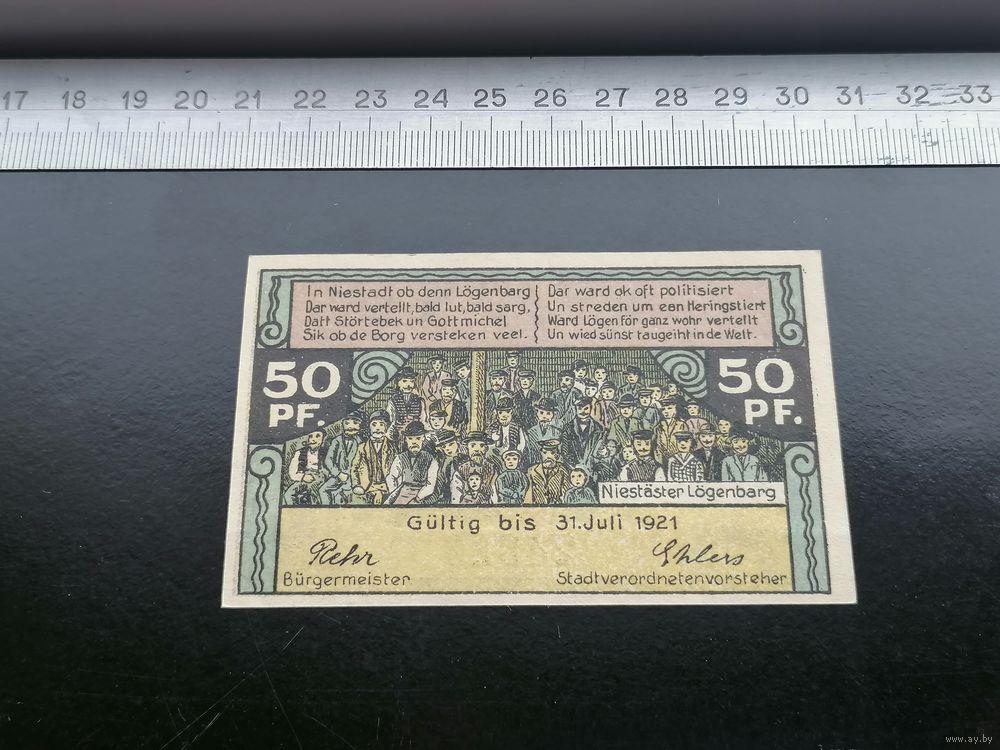 17 18 19 20 21 22 23 24 25 26 27 28 29 30 31 32 33
In Niestadt ob denn Lögenbarg
Dar ward vertellt, bald lut, bald sarg,
Datt Störtebek un Gottmichel
Sik ob de Borg versteken veel.
Dar ward ok oft politisiert
Un streden um een Heringstiert
Ward Lögen för ganz wohr vertellt
Un wied sünst taugeiht in de Welt.
50 PF.
50 PF.
Niestäster Lögenbarg
Gültig bis 31. Juli 1921
Rehr
Ehlers
Bürgermeister
Stadtverordnetenvorsteher
www.ay.by